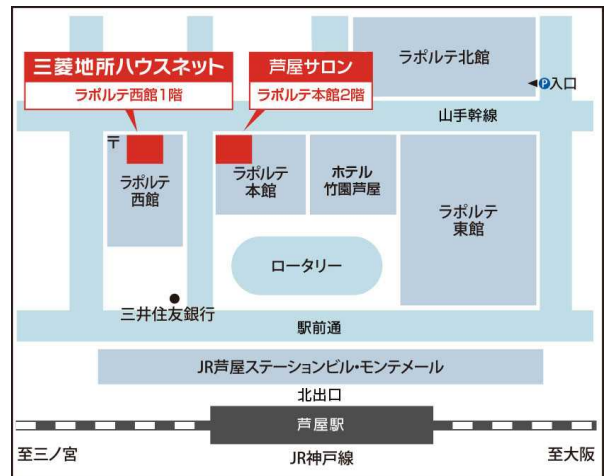 三菱地所ハウスネット
ラポルテ西館1階
芦屋サロン
ラポルテ本館2階
ラポルテ北館
P入口
山手幹線
〒
ラポルテ
西館
ラポルテ
本館
ホテル
竹園芦屋
ラポルテ
東館
ロータリー
三井住友銀行
駅前通
JR芦屋ステーションビル・モンテメール
北出口
芦屋駅
至三ノ宮
JR神戸線
至大阪